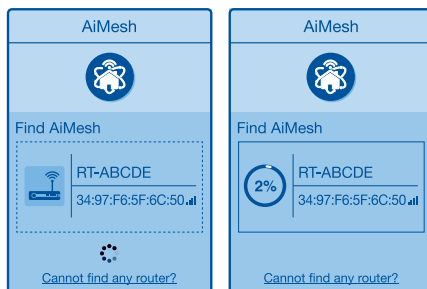 AiMesh
Find AiMesh
RT-ABCDE
34:97:F6:5F:6C:50
Cannot find any router?
AiMesh
Find AiMesh
2%
RT-ABCDE
34:97:F6:5F:6C:50
Cannot find any router?